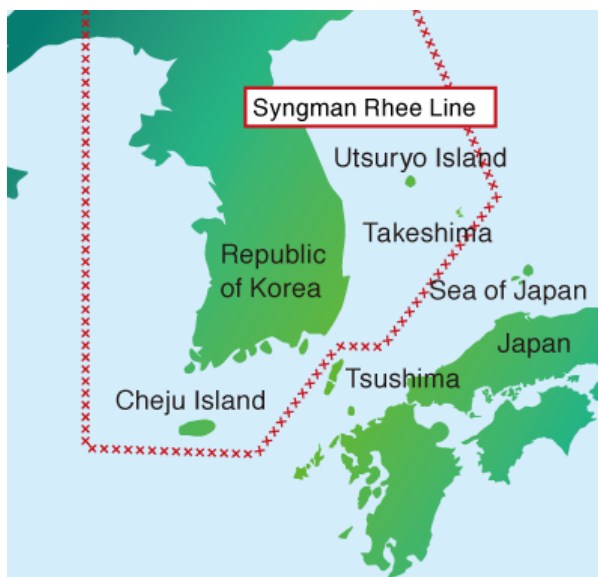 Syngman Rhee Line
Utsuryo Island
Takeshima
Republic
of Korea
Sea of Japan
Japan
Tsushima
Cheju Island